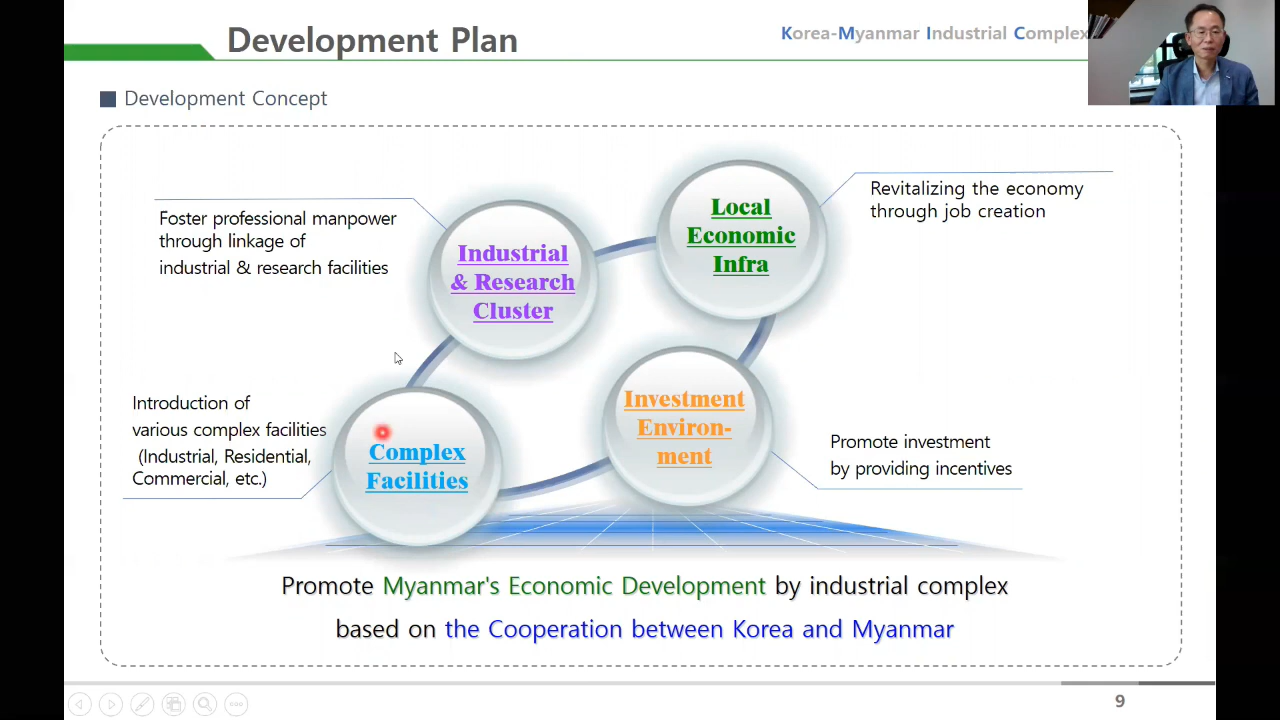 Development Plan
Korea-Myanmar Industrial Complex
Development Concept
Foster professional manpower
through linkage of
industrial & research facilities
Industrial
& Research
Cluster
Local
Economic
Infra
Revitalizing the economy
through job creation
Introduction of
various complex facilities
(Industrial, Residential,
Commercial, etc.)
Complex
Facilities
Investment
Environ-
ment
Promote investment
by providing incentives
Promote Myanmar's Economic Development by industrial complex
based on the Cooperation between Korea and Myanmar
9